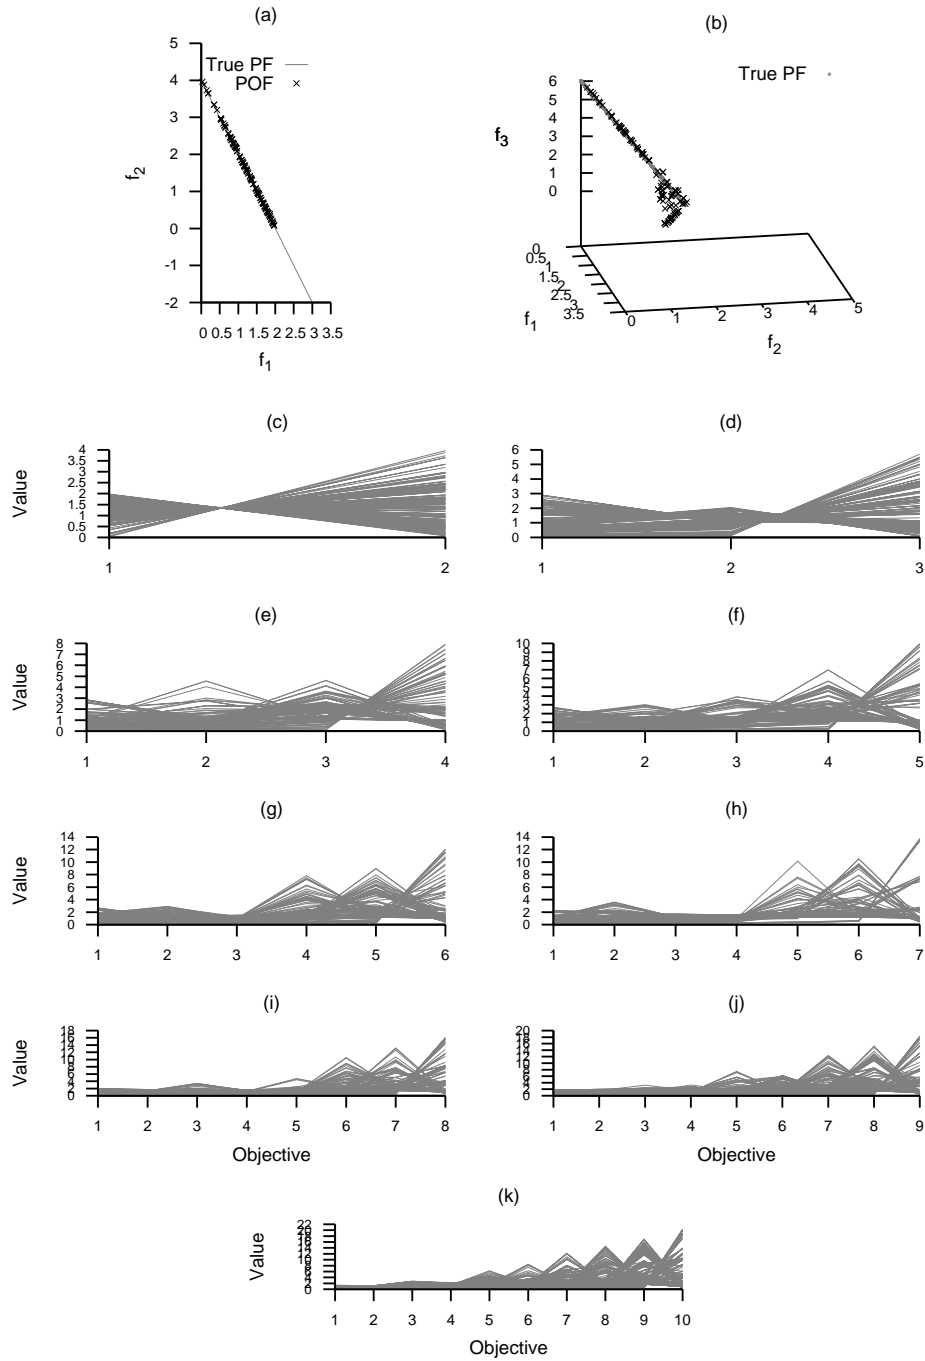 (a)
5
4
3
2
1
0
-1
-2
True PF
POF
f2
0 0.5 1 1.5 2 2.5 3 3.5
f1
(b)
True PF
6
5
4
3
2
1
0
f3
0
0.5
1
1.5
2
2.5
3
3.5
f1
0 1 2 3 4 5
f2
(c)
Value
4
3.5
3
2.5
2
1.5
1
0.5
0
1 2
(d)
6
5
4
3
2
1
0
1 2 3
(e)
Value
8
7
6
5
4
3
2
1
0
1 2 3 4
(f)
10
9
8
7
6
5
4
3
2
1
0
1 2 3 4 5
(g)
Value
14
12
10
8
6
4
2
0
1 2 3 4 5 6
(h)
14
12
10
8
6
4
2
0
1 2 3 4 5 6 7
(i)
Value
18
16
14
12
10
8
6
4
2
0
1 2 3 4 5 6 7 8
Objective
(j)
20
18
16
14
12
10
8
6
4
2
0
1 2 3 4 5 6 7 8 9
Objective
(k)
Value
22
20
18
16
14
12
10
8
6
4
2
0
1 2 3 4 5 6 7 8 9 10
Objective